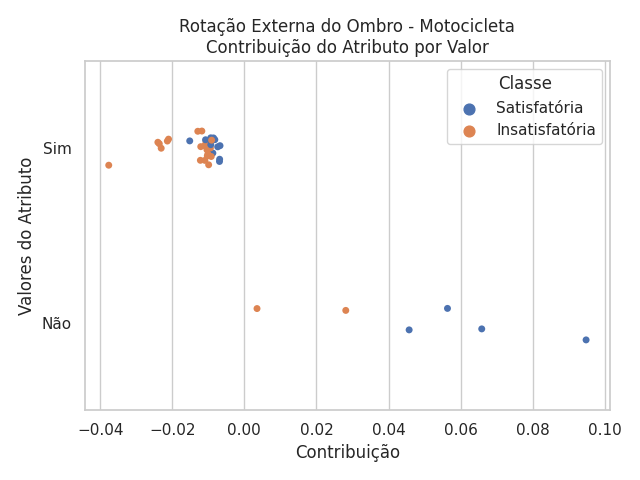 Rotação Externa do Ombro - Motocicleta
Contribuição do Atributo por Valor
Classe
Satisfatória
Insatisfatória
Valores do Atributo
Sim
Não
−0.04 −0.02 0.00 0.02 0.04 0.06 0.08 0.10
Contribuição